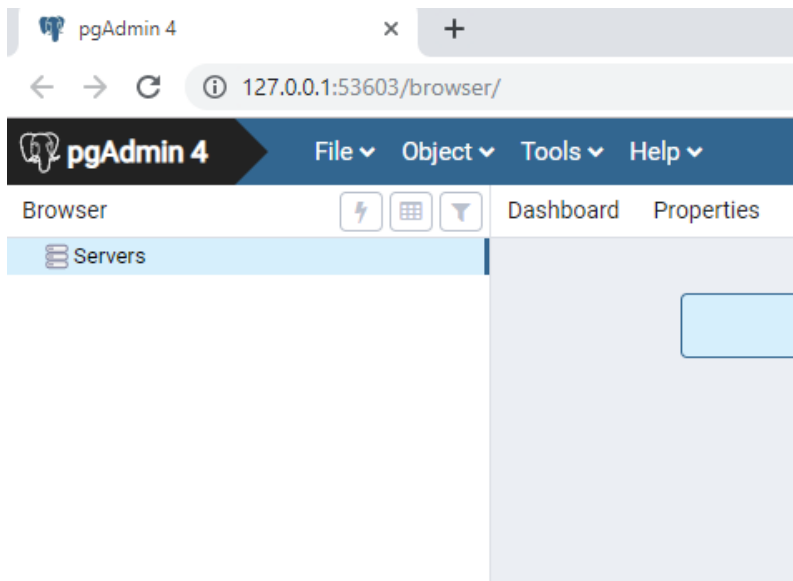 pgAdmin 4
127.0.0.1:53603/browser/
pgAdmin 4 File Object Tools Help
Browser Dashboard Properties
Servers